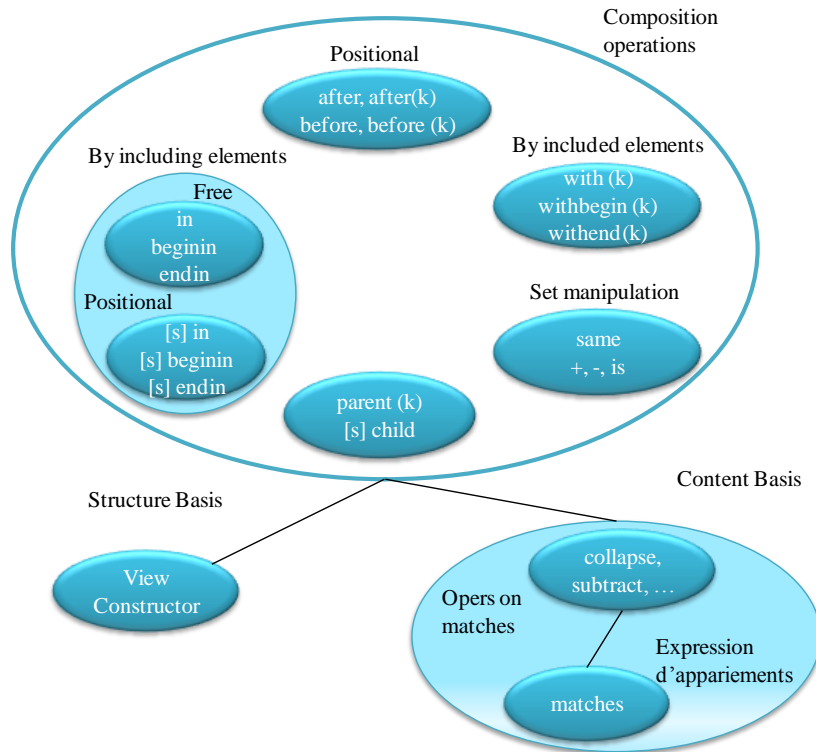 Composition
operations
Positional
after, after(k)
before, before (k)
By including elements
Free
in
beginin
endin
Positional
[s] in
[s] beginin
[s] endin
By included elements
with (k)
withbegin (k)
withend(k)
Set manipulation
same
+, -, is
parent (k)
[s] child
Structure Basis
View
Constructor
Content Basis
collapse,
subtract, …
Opers on
matches
Expression
d’appariements
matches